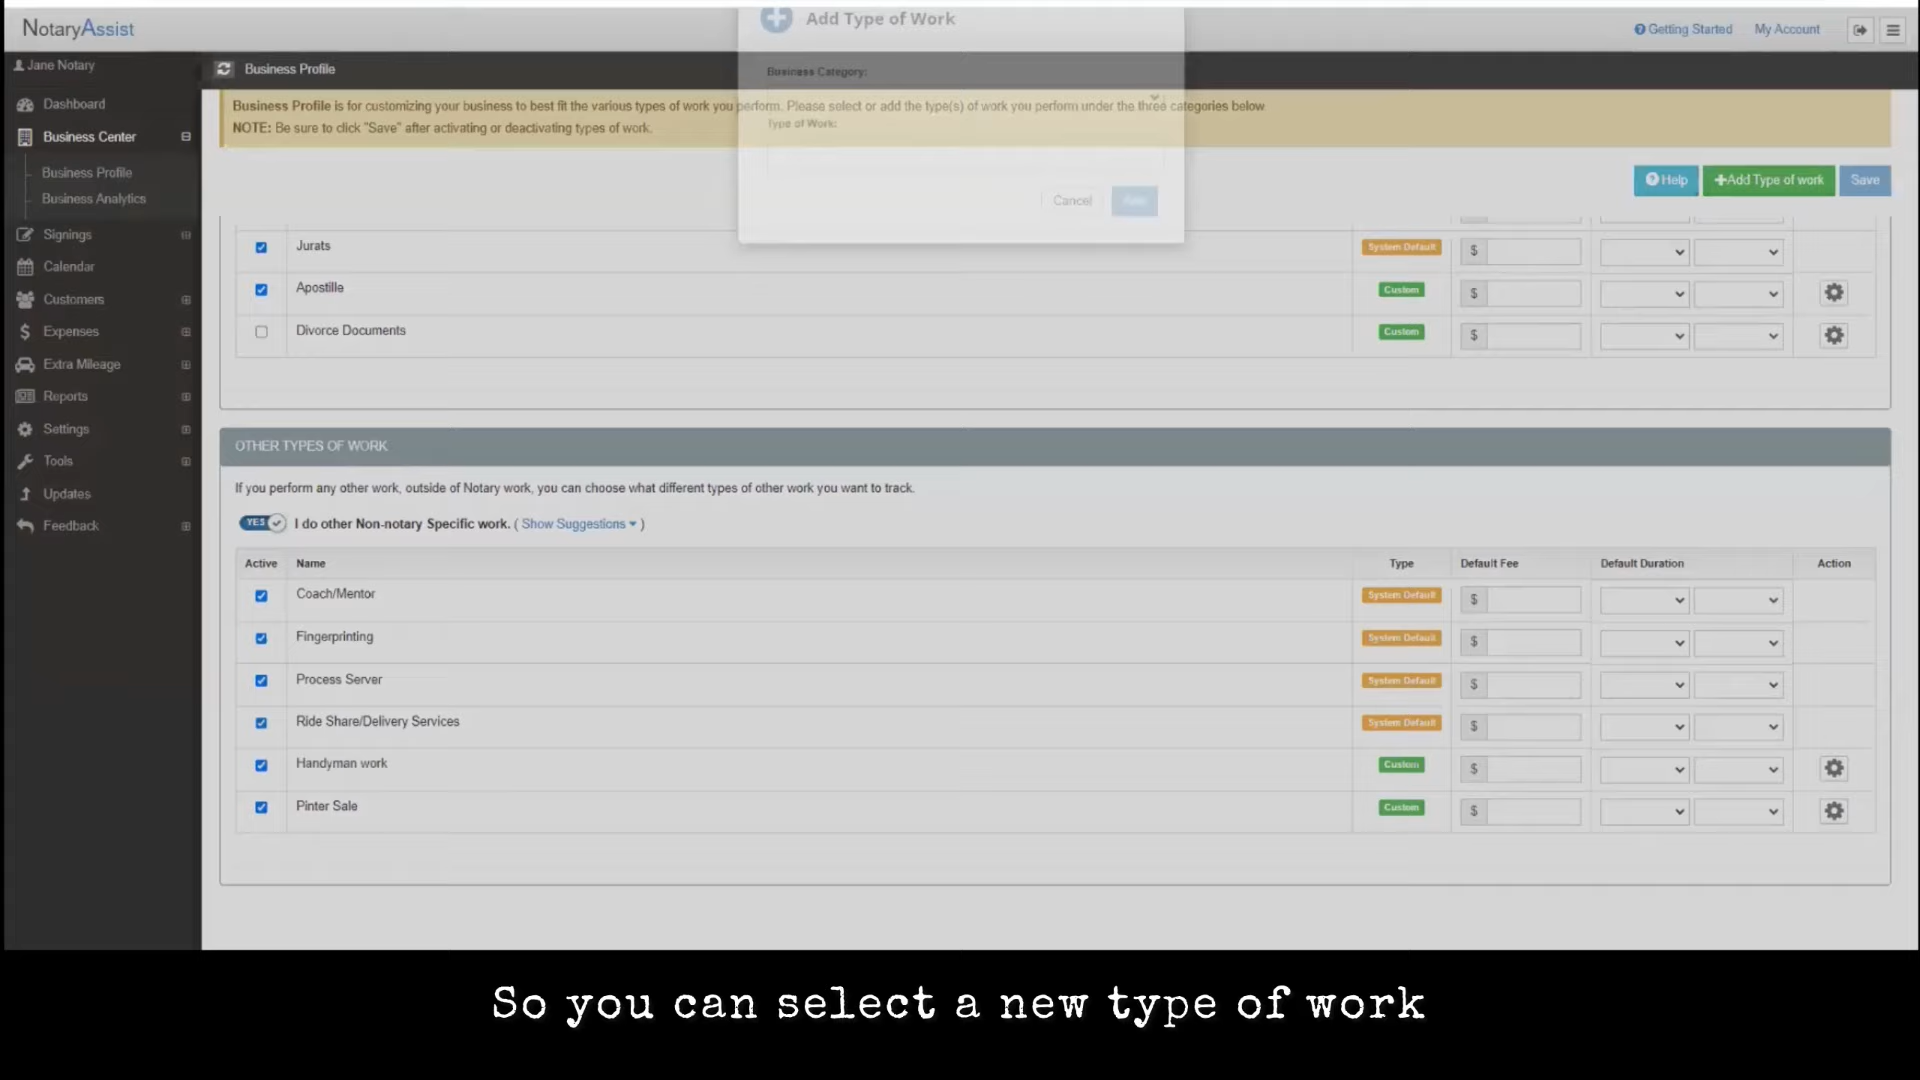 NotaryAssist
Getting Started
My Account
Jane Notary
Business Profile
Add Type of Work
Business Category:
Type of Work:
Cancel
Dashboard
Business Center
Business Profile
Business Analytics
Signings
Calendar
Customers
Expenses
Extra Mileage
Reports
Settings
Tools
Updates
Feedback
Business Profile is for customizing your business to best fit the various types of work you perform. Please select or add the type(s) of work you perform under the three categories below
NOTE: Be sure to click "Save" after activating or deactivating types of work.
Help
+Add Type of work
Save
Jurats System Default $
Apostille Custom $
Divorce Documents Custom $
OTHER TYPES OF WORK
If you perform any other work, outside of Notary work, you can choose what different types of other work you want to track.
YES I do other Non-notary Specific work. ( Show Suggestions )
Active Name Type Default Fee Default Duration Action
Coach/Mentor System Default $
Fingerprinting System Default $
Process Server System Default $
Ride Share/Delivery Services System Default $
Handyman work Custom $
Pinter Sale Custom $
So you can select a new type of work